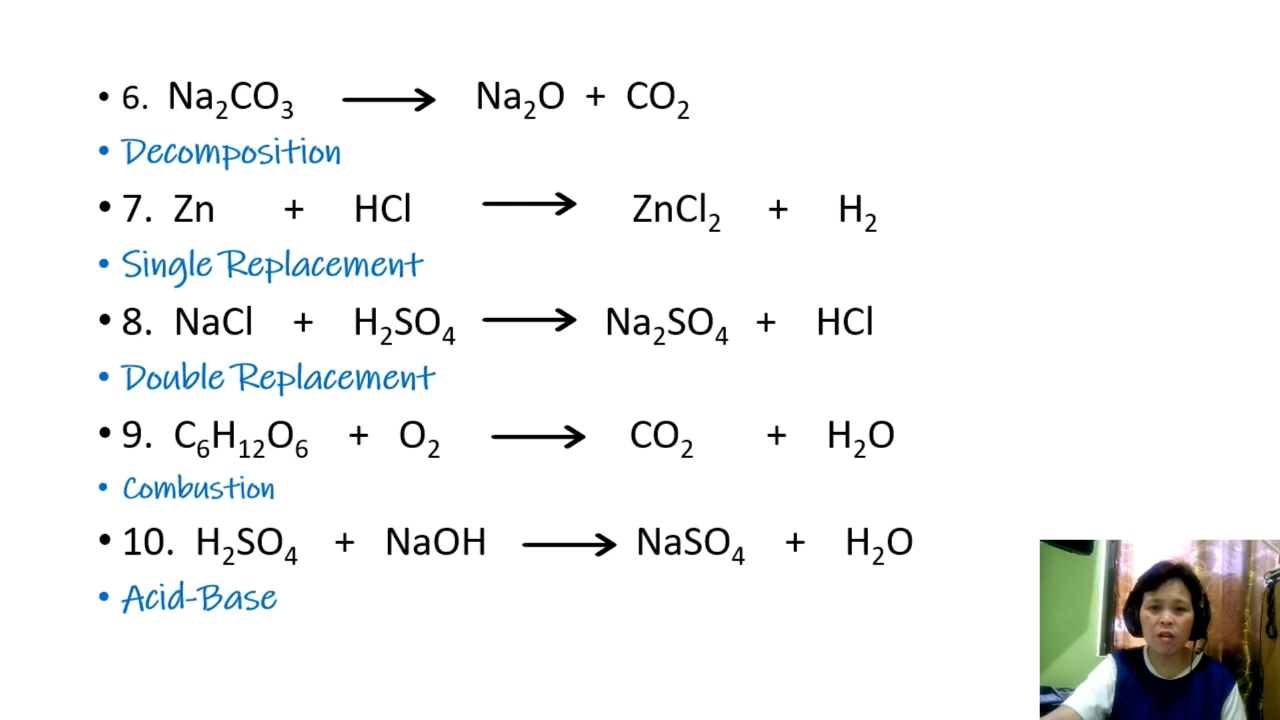 • 6. Na₂CO₃ ⟶ Na₂O + CO₂
• Decomposition
• 7. Zn + HCl ⟶ ZnCl₂ + H₂
• Single Replacement
• 8. NaCl + H₂SO₄ ⟶ Na₂SO₄ + HCl
• Double Replacement
• 9. C₆H₁₂O₆ + O₂ ⟶ CO₂ + H₂O
• Combustion
• 10. H₂SO₄ + NaOH ⟶ NaSO₄ + H₂O
• Acid-Base